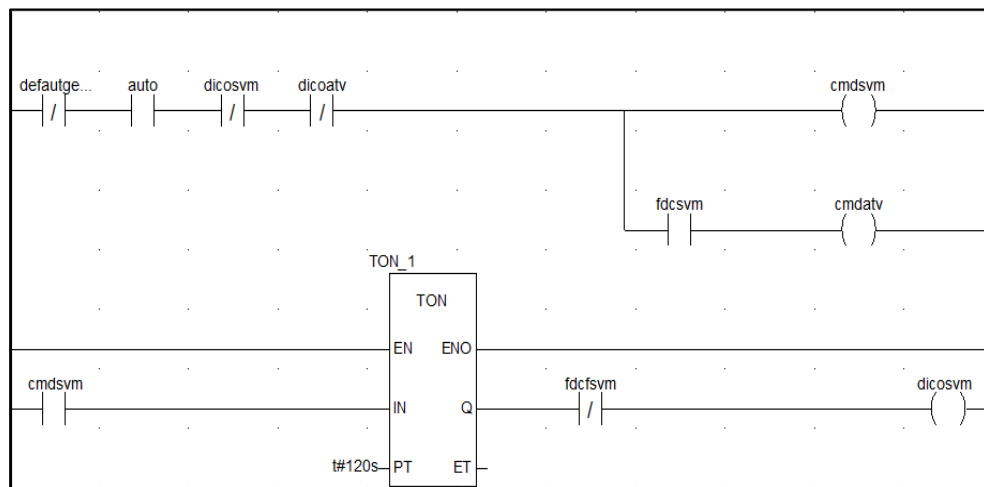 defautge... auto dicosvm dicoatv cmdsvm
fdcsvm cmdatv
TON_1
TON
EN ENO
cmdsvm fdcfsvm dicosvm
IN Q
t#120s PT ET